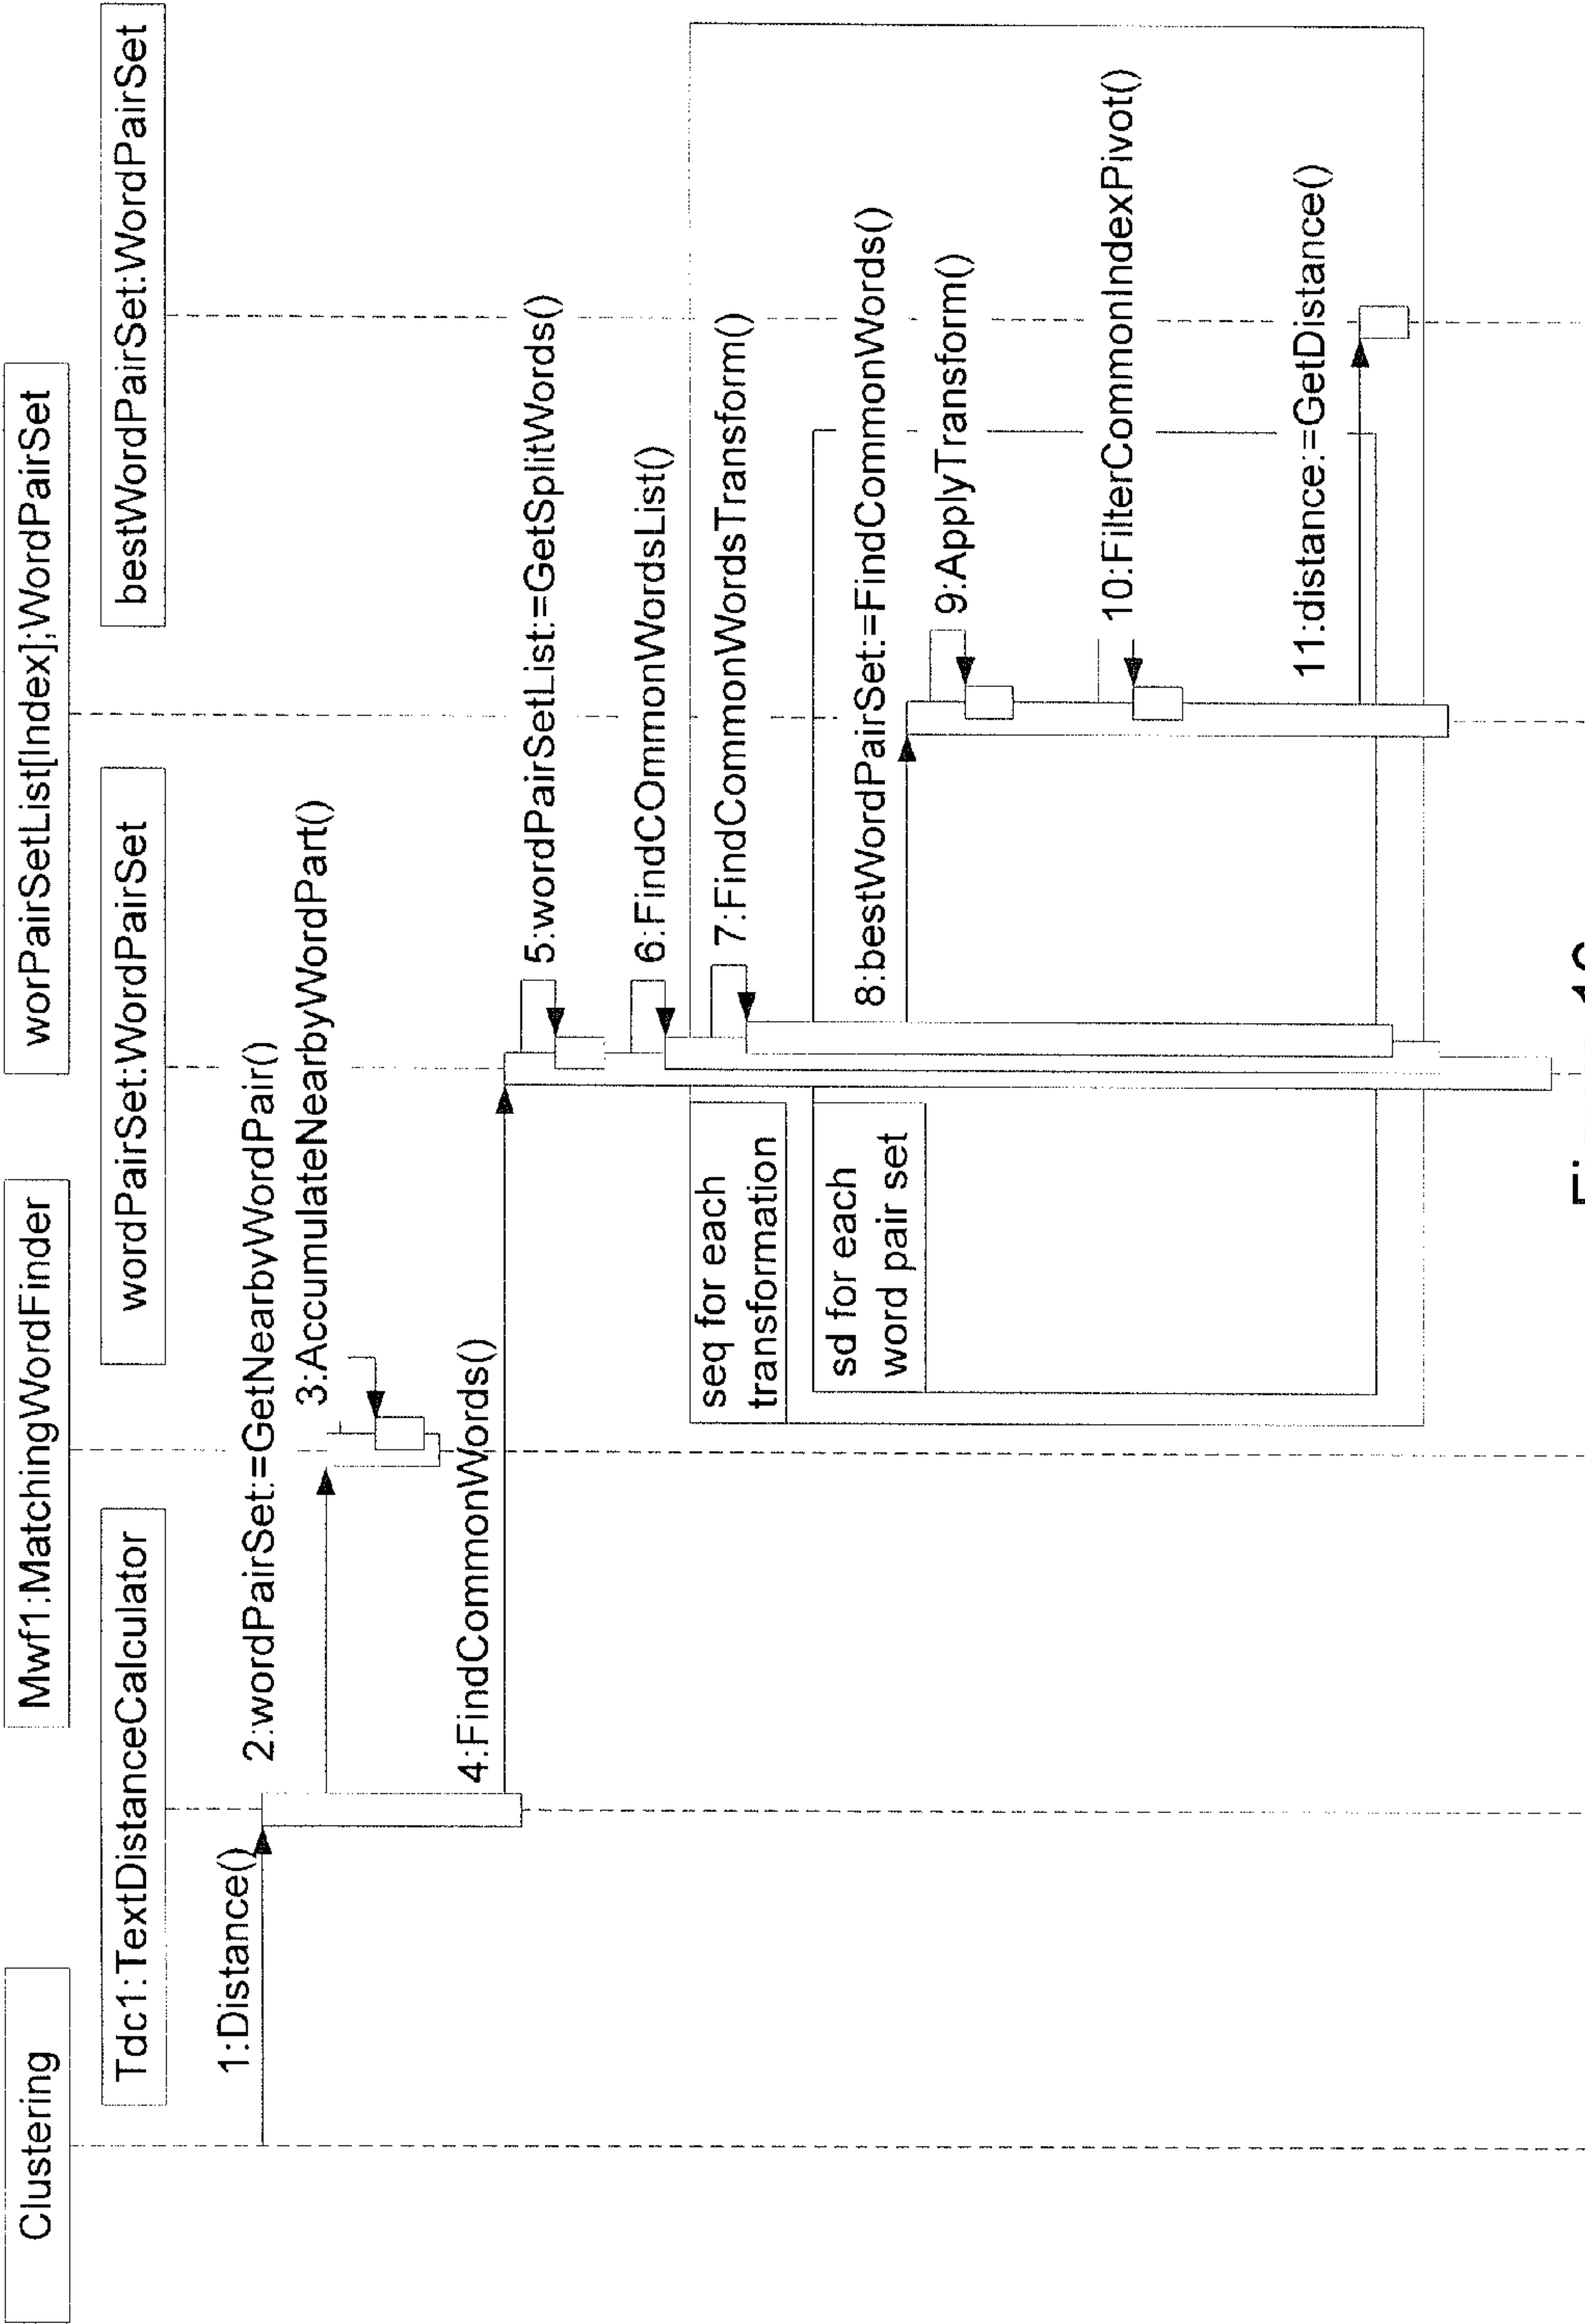 Clustering
Mwf1:MatchingWordFinder
worPairSetList[Index];WordPairSet
Tdc1:TextDistanceCalculator
wordPairSet:WordPairSet
bestWordPairSet:WordPairSet
1:Distance()
2:wordPairSet:=GetNearbyWordPair()
3:AccumulateNearbyWordPart()
4:FindCommonWords()
5:wordPairSetList:=GetSplitWords()
6:FindCOmmonWordsList()
seq for each
transformation
7:FindCommonWordsTransform()
sd for each
word pair set
8:bestWordPairSet:=FindCommonWords()
9:ApplyTransform()
10:FilterCommonIndexPivot()
11:distance:=GetDistance()